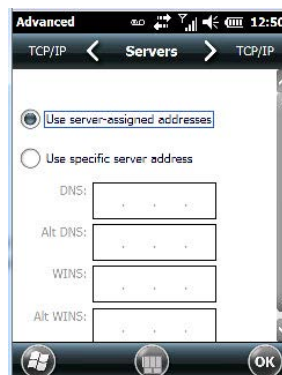 Advanced 12:50
TCP/IP Servers TCP/IP
Use server-assigned addresses
Use specific server address
DNS: . . .
Alt DNS: . . .
WINS: . . .
Alt WINS: . . .
OK